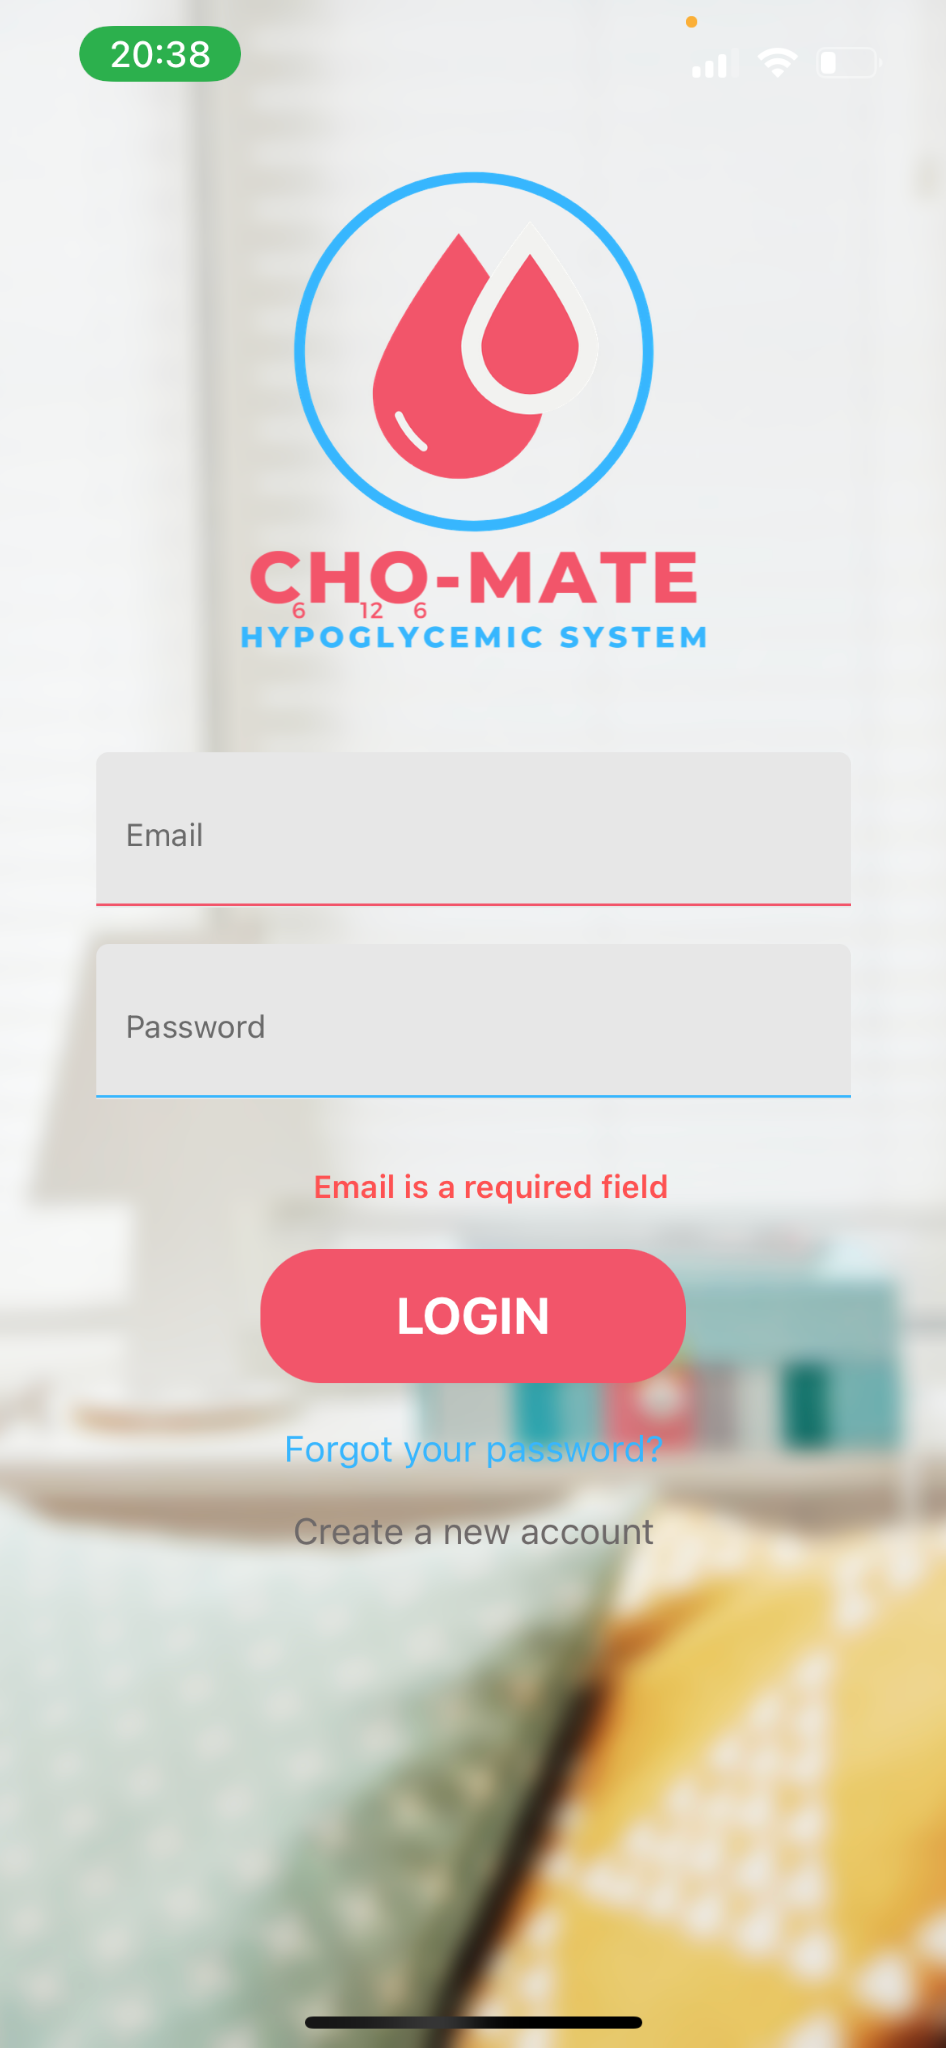 20:38
CHO-MATE
6 12 6
HYPOGLYCEMIC SYSTEM
Email
Password
Email is a required field
LOGIN
Forgot your password?
Create a new account